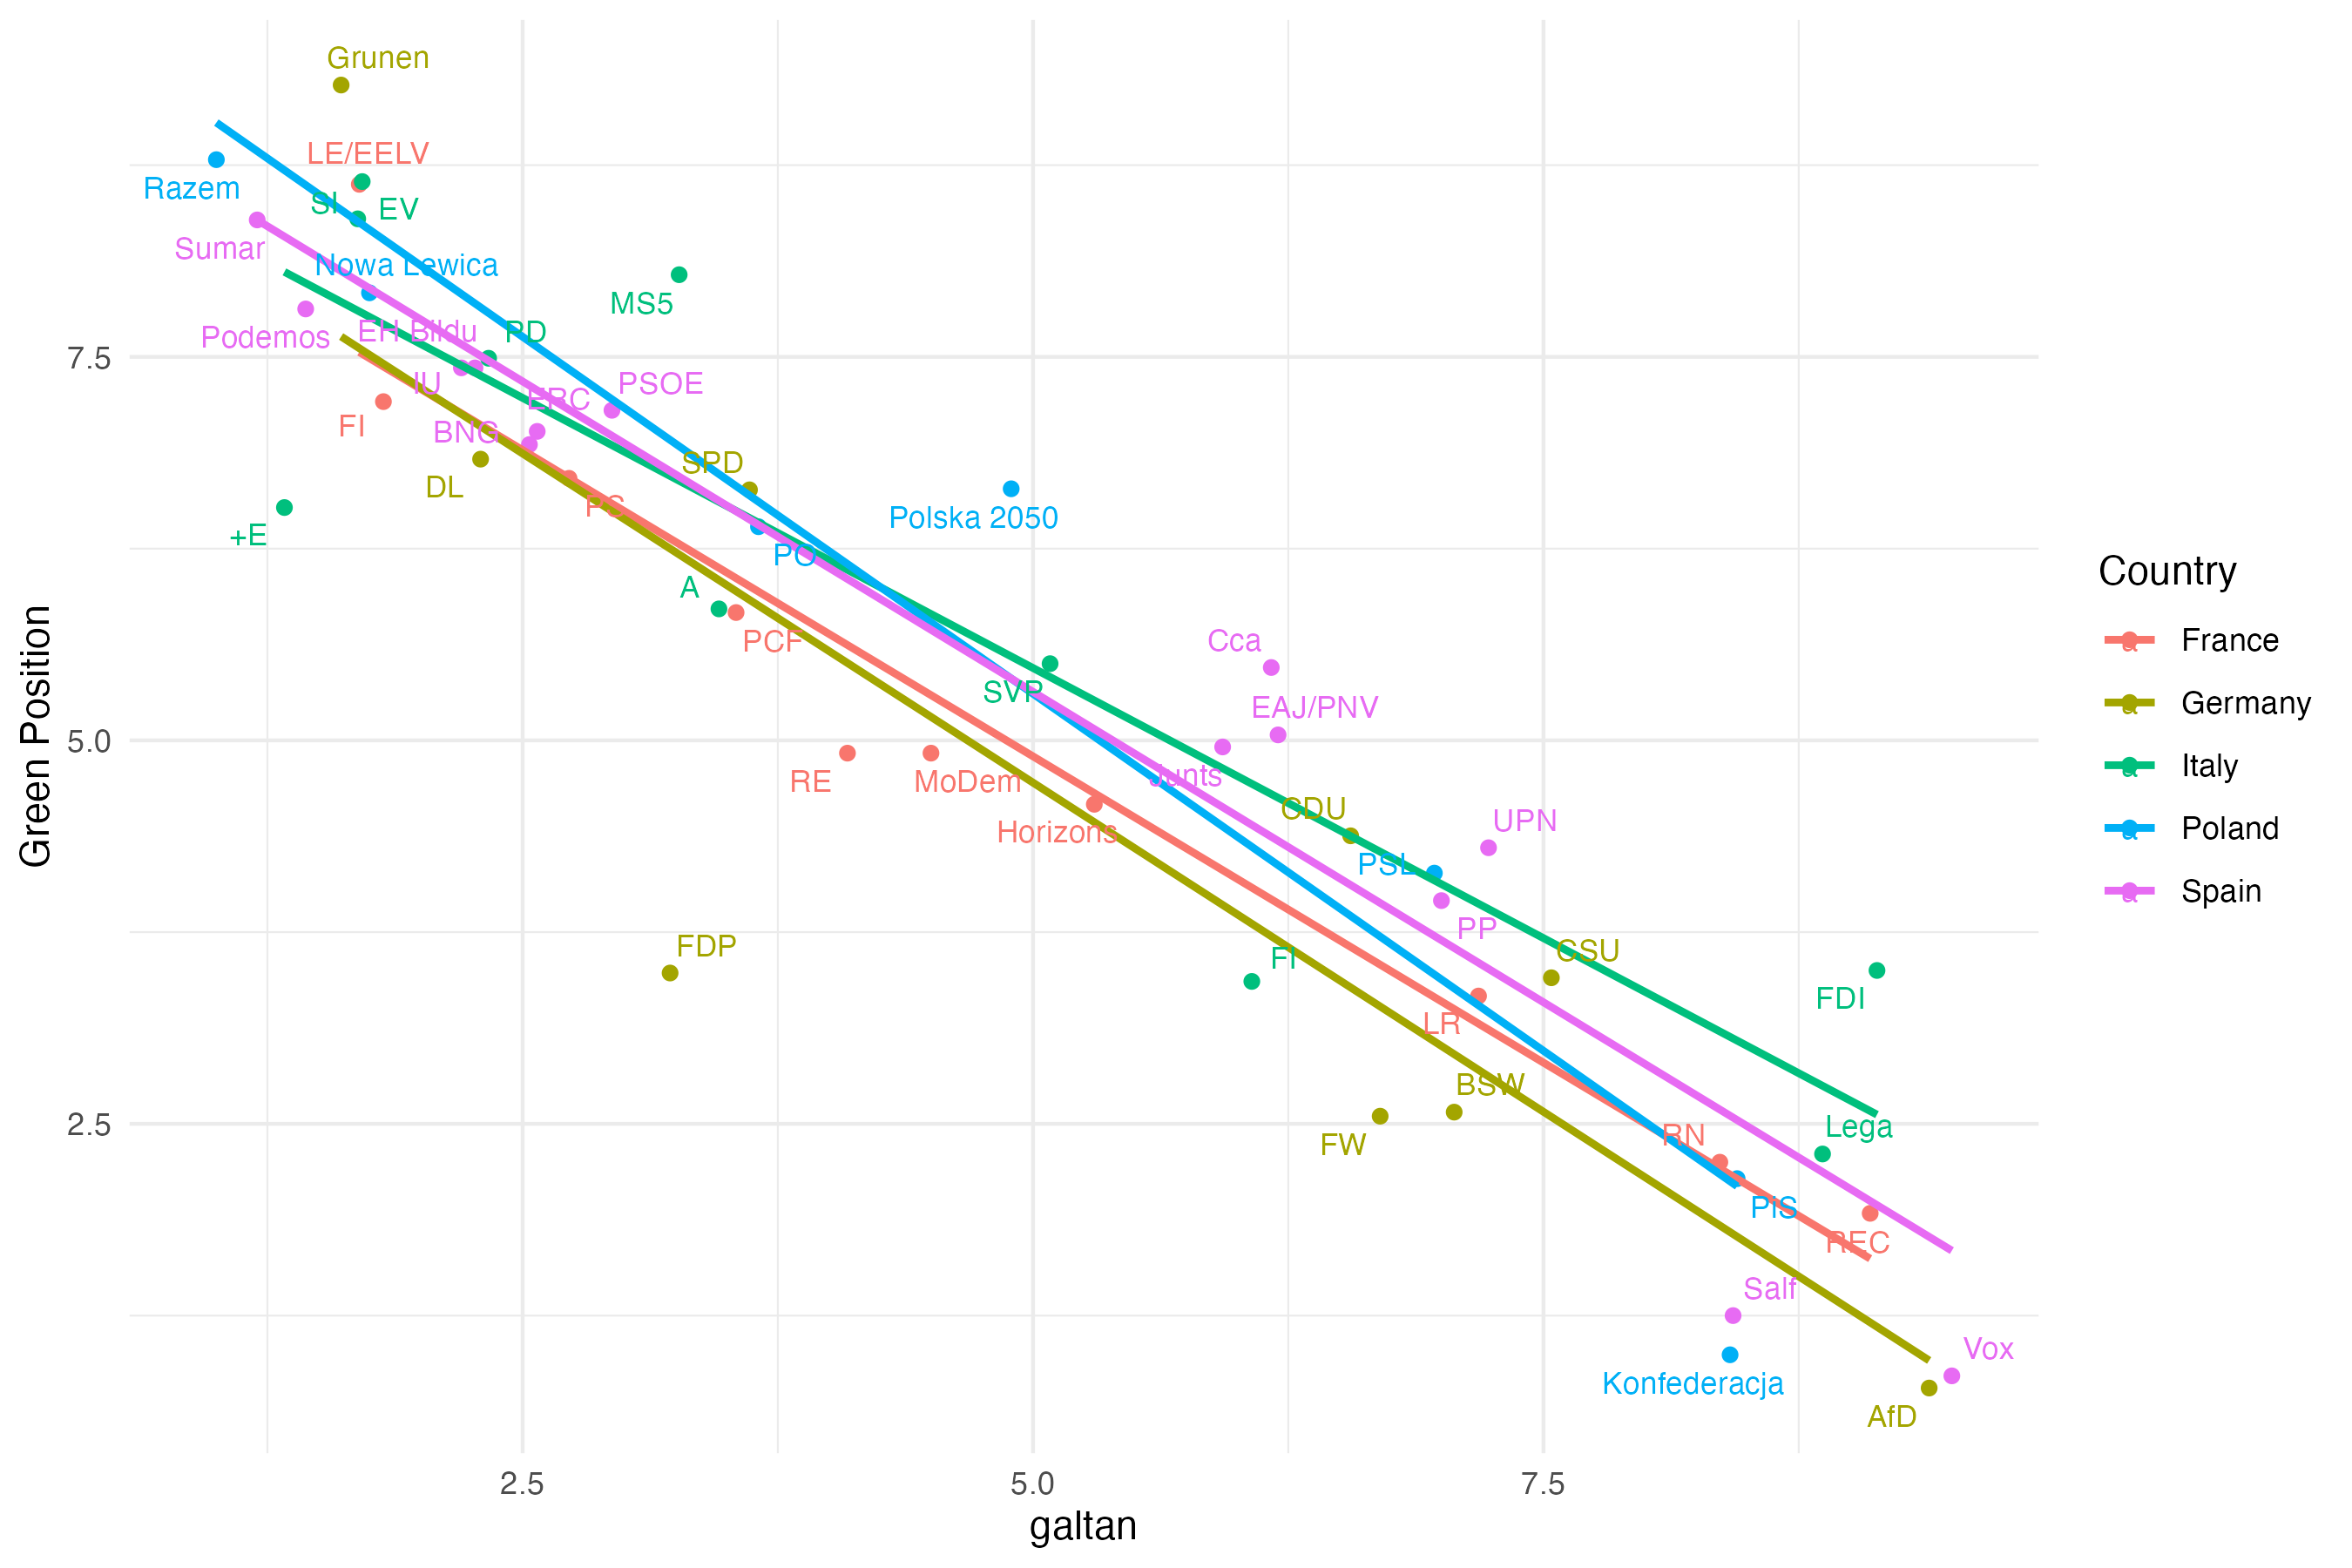 Grunen
LE/EELV
Razem
SI
EV
Sumar
Nowa Lewica
MS5
Podemos
EH Bildu
PD
IU
ERC
PSOE
FI
BNG
DL
SPD
PS
Polska 2050
+E
PO
A
PCF
Cca
SVP
EAJ/PNV
RE
MoDem
Junts
Horizons
CDU
UPN
PSL
PP
FDP
FI
CSU
FDI
LR
BSW
FW
RN
Lega
PiS
REC
Salf
Vox
Konfederacja
AfD
7.5
5.0
2.5
2.5
5.0
7.5
galtan
Green Position
Country
a France
a Germany
a Italy
a Poland
a Spain